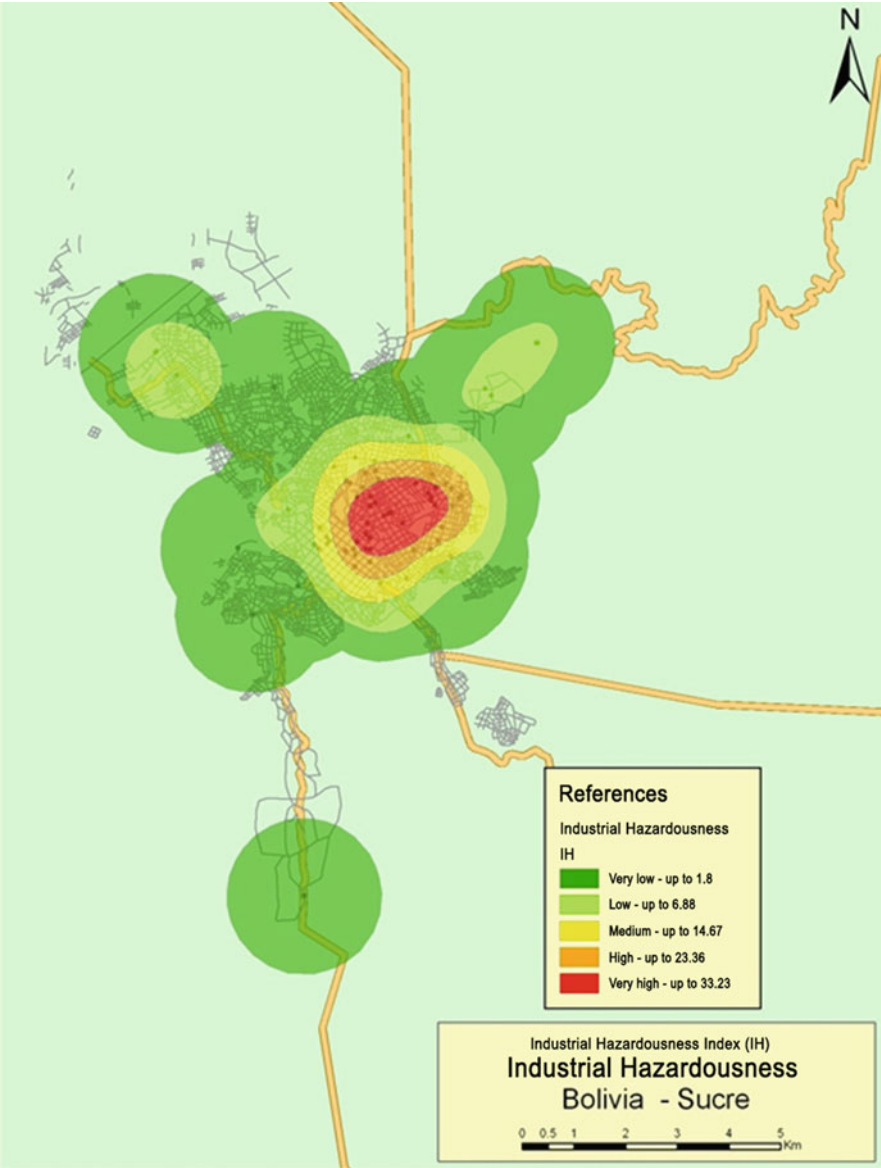 N
References
Industrial Hazardousness
IH
Very low - up to 1.8
Low - up to 6.88
Medium - up to 14.67
High - up to 23.36
Very high - up to 33.23
Industrial Hazardousness Index (IH)
Industrial Hazardousness
Bolivia - Sucre
0 0.5 1 2 3 4 5
Km